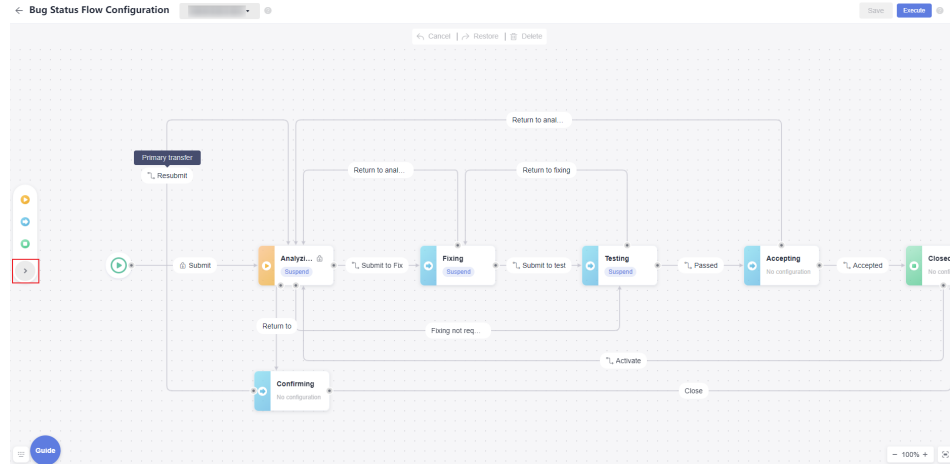 Bug Status Flow Configuration
Save
Execute
Cancel
Restore
Delete
Return to anal...
Primary transfer
Resubmit
Return to anal...
Return to fixing
Submit
Analyzi...
Suspend
Submit to Fix
Fixing
Suspend
Submit to test
Testing
Suspend
Passed
Accepting
No configuration
Accepted
Closed
No confi
Return to
Fixing not req...
Activate
Confirming
No configuration
Close
Guide
− 100% +